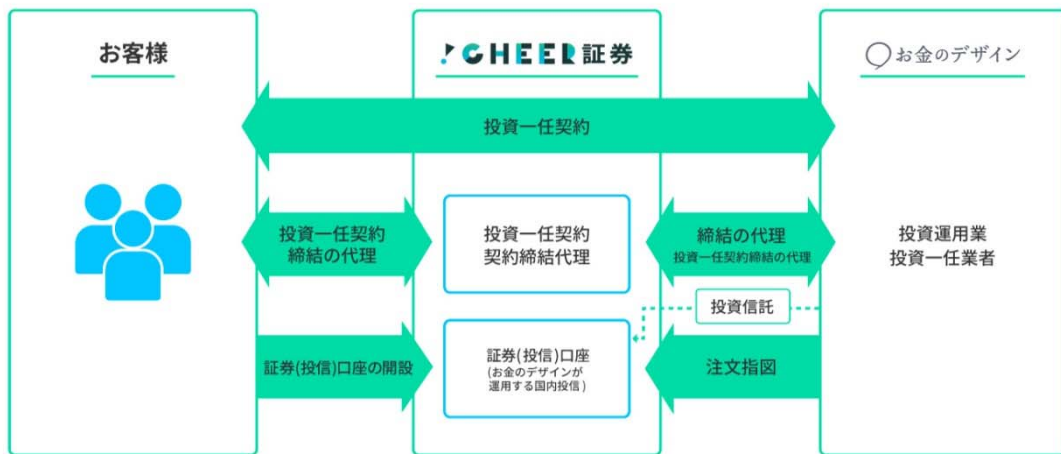 お客様
!CHEER証券
お金のデザイン
投資一任契約
投資一任契約
締結の代理
投資一任契約
契約締結代理
締結の代理
投資一任契約締結の代理
投資運用業
投資一任業者
投資信託
証券(投信)口座の開設
証券(投信)口座
(お金のデザインが
運用する国内投信)
注文指図